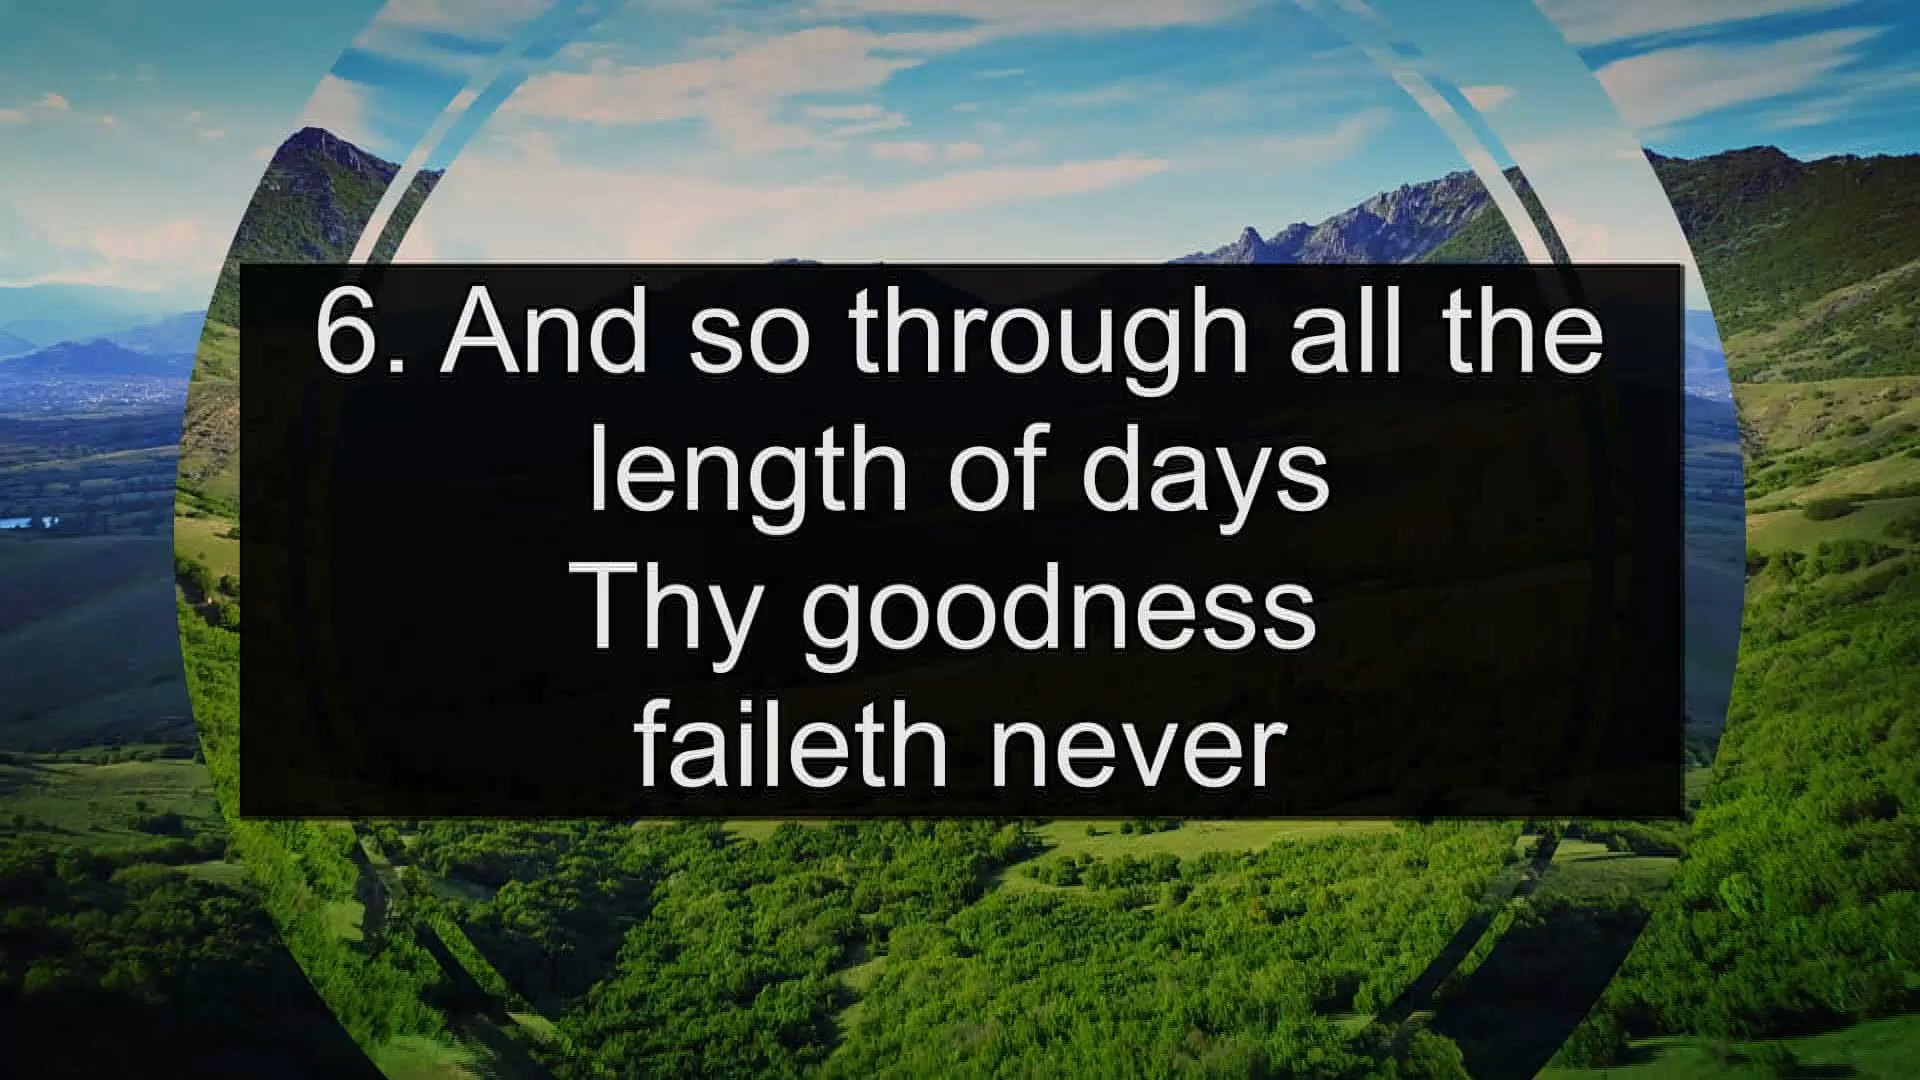 6. And so through all the
length of days
Thy goodness
faileth never